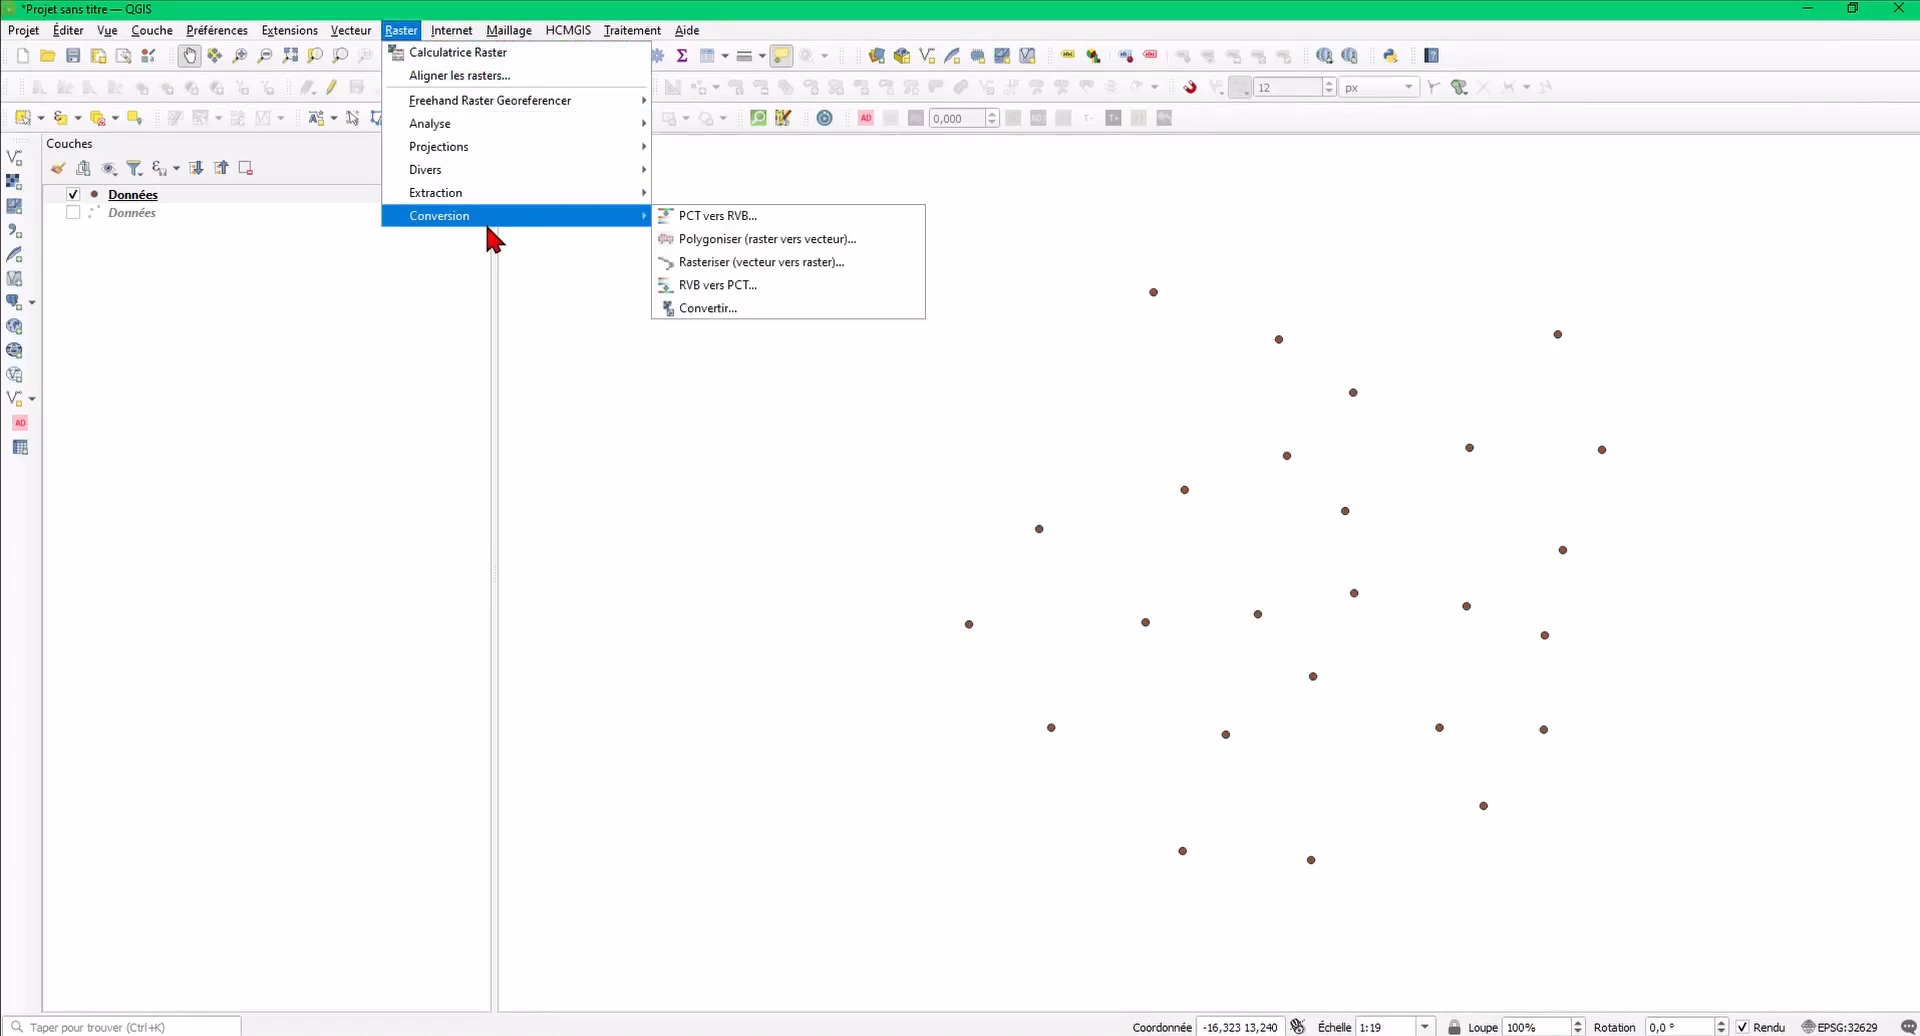 *Projet sans titre — QGIS
Projet Éditer Vue Couche Préférences Extensions Vecteur Raster Internet Maillage HCMGIS Traitement Aide
Calculatrice Raster
Aligner les rasters...
Freehand Raster Georeferencer
Analyse
Projections
Divers
Extraction
Conversion
PCT vers RVB...
Polygoniser (raster vers vecteur)...
Rasteriser (vecteur vers raster)...
RVB vers PCT...
Convertir...
12 px
AD 0,000
Couches
Données
Données
AD
Taper pour trouver (Ctrl+K)
Coordonnée -16,323 13,240 Échelle 1:19 Loupe 100% Rotation 0,0 ° Rendu EPSG:32629